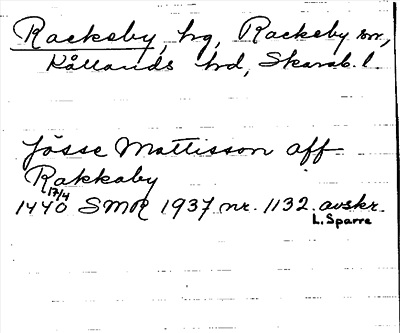 Rackeby, hg, Rackeby sn,
Kållands hd, Skarab. l.
Jösse Mattisson aff
Rakkaby
17/4
1440 SMR 1937 nr. 1132 avskr.
L. Sparre